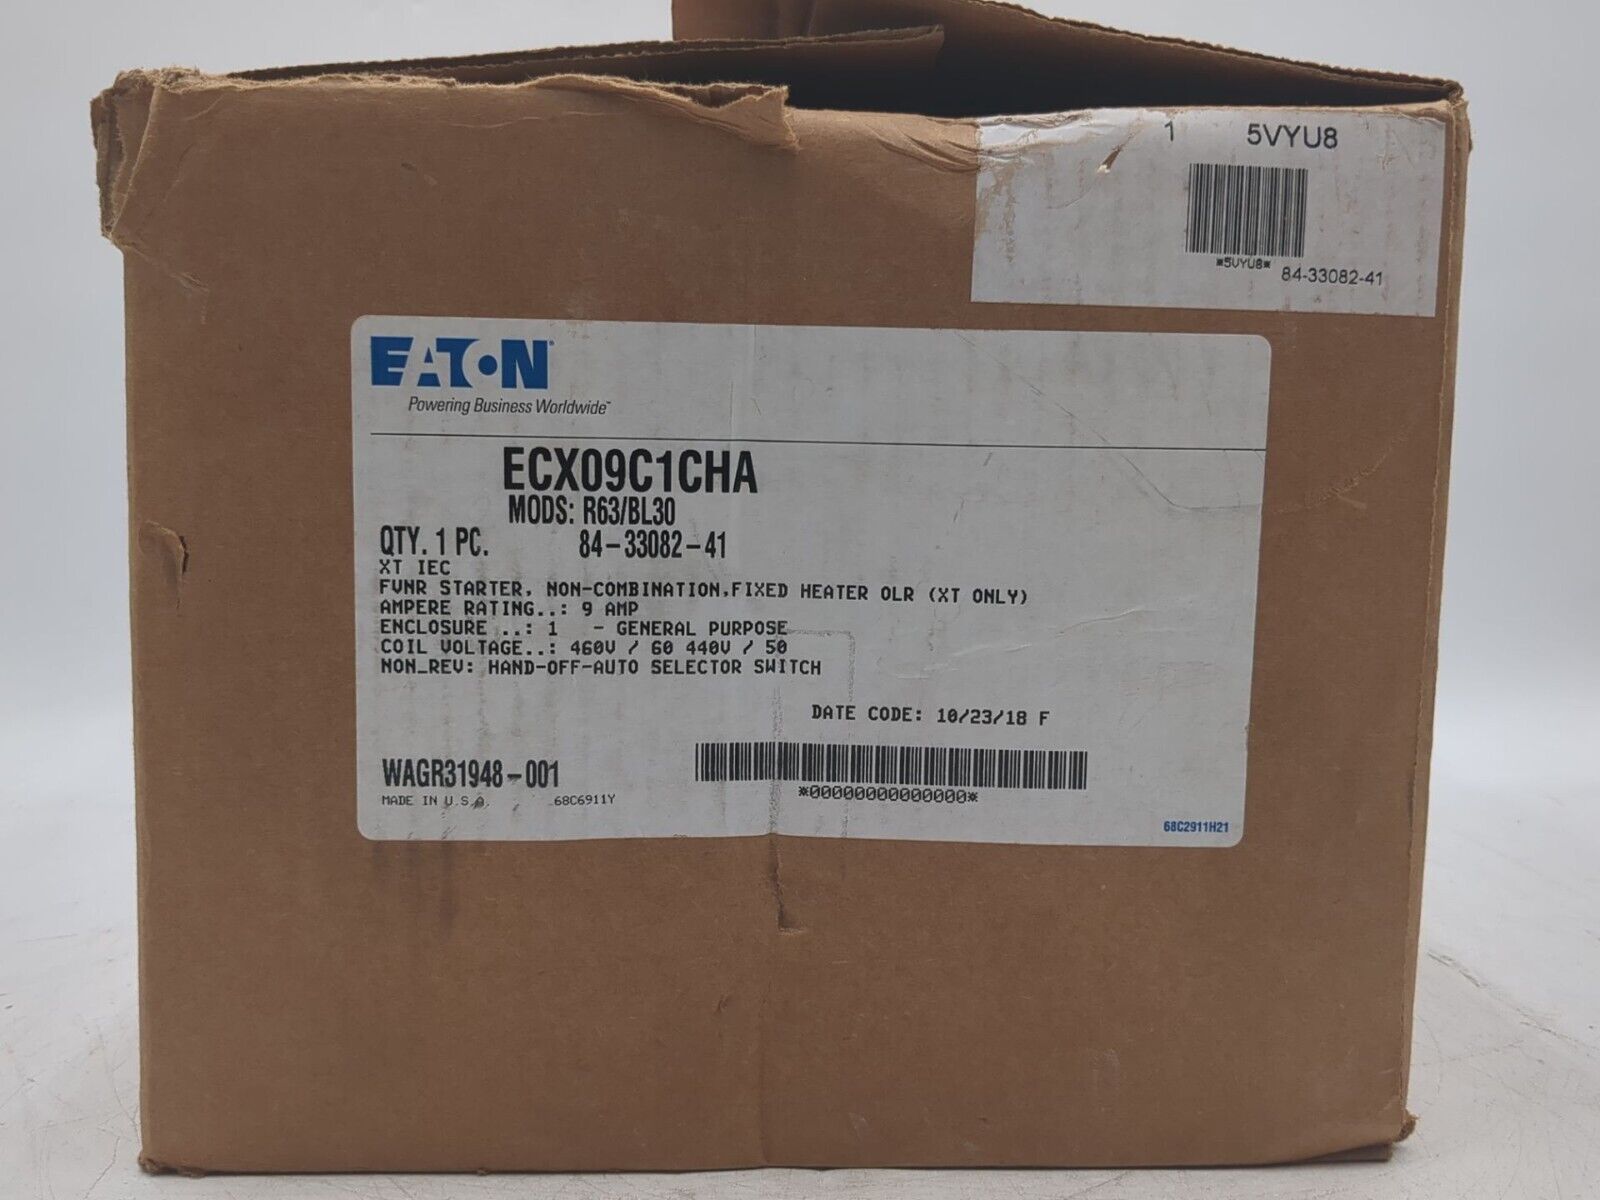 1 5VYU8
*5VYU8* 84-33082-41
EATON
Powering Business Worldwide™
ECX09C1CHA
MODS: R63/BL30
QTY. 1 PC. 84-33082-41
XT IEC
FVNR STARTER, NON-COMBINATION,FIXED HEATER OLR (XT ONLY)
AMPERE RATING..: 9 AMP
ENCLOSURE ..: 1 - GENERAL PURPOSE
COIL VOLTAGE..: 460V / 60 440V / 50
NON_REV: HAND-OFF-AUTO SELECTOR SWITCH
DATE CODE: 10/23/18 F
WAGR31948-001
*00000000000000*
MADE IN U.S.A. 68C6911Y
68C2911H21